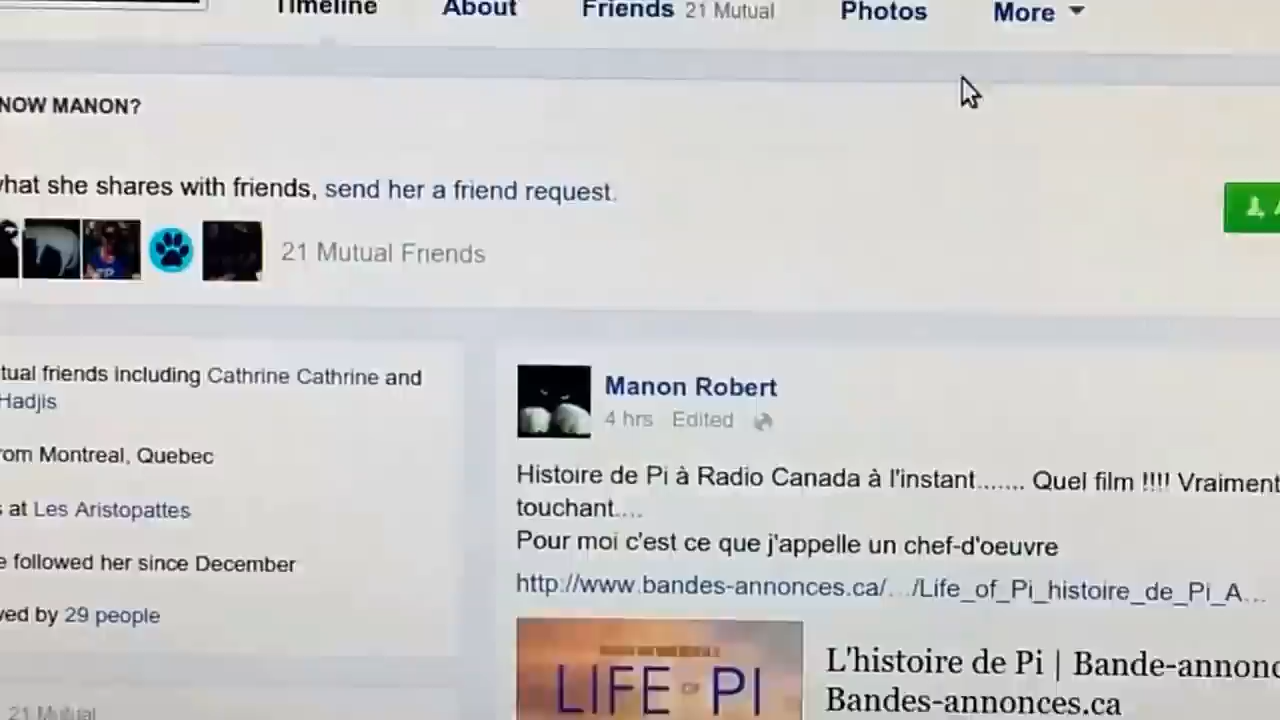 Timeline About Friends 21 Mutual Photos More
NOW MANON?
what she shares with friends, send her a friend request.
21 Mutual Friends
tual friends including Cathrine Cathrine and
Hadjis
rom Montreal, Quebec
s at Les Aristopattes
e followed her since December
ved by 29 people
21 Mutual
Manon Robert
4 hrs Edited
Histoire de Pi à Radio Canada à l'instant....... Quel film !!!! Vraiment
touchant....
Pour moi c'est ce que j'appelle un chef-d'oeuvre
http://www.bandes-annonces.ca/.../Life_of_Pi_histoire_de_Pi_A...
LIFE OF PI
L'histoire de Pi | Bande-annonc
Bandes-annonces.ca